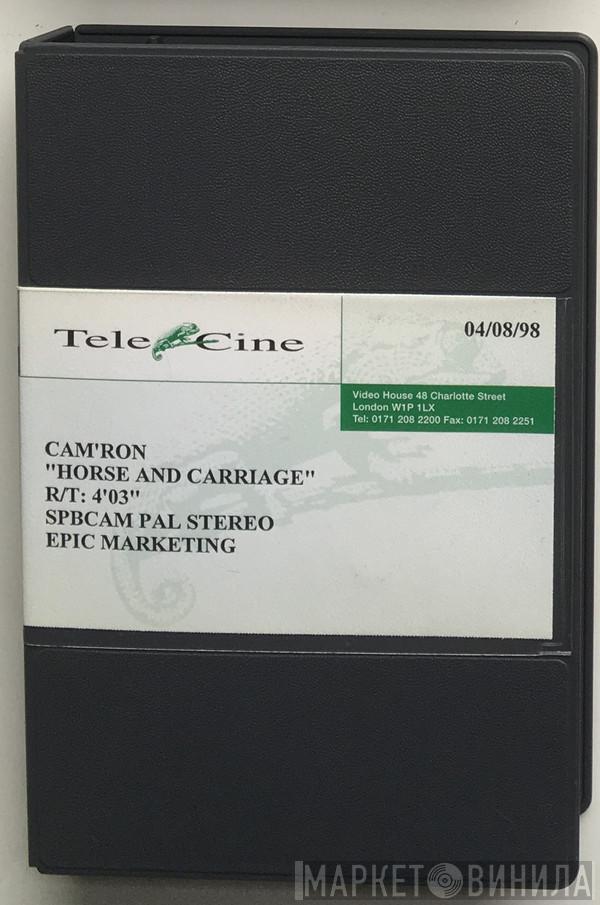 Tele Cine
04/08/98
Video House 48 Charlotte Street
London W1P 1LX
Tel: 0171 208 2200 Fax: 0171 208 2251
CAM'RON
"HORSE AND CARRIAGE"
R/T: 4'03"
SPBCAM PAL STEREO
EPIC MARKETING
МАРКЕТ ВИНИЛА